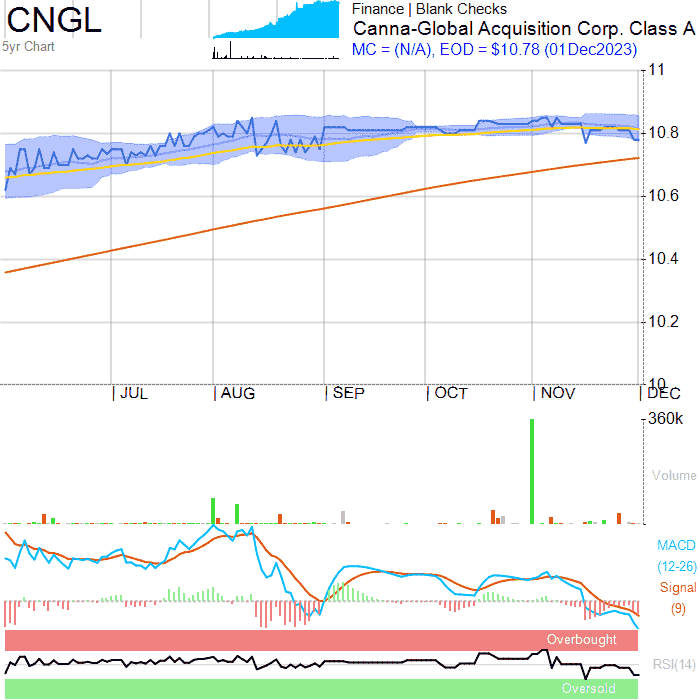 CNGL
5yr Chart
Finance | Blank Checks
Canna-Global Acquisition Corp. Class A
MC = (N/A), EOD = $10.78 (01Dec2023)
11
10.8
10.6
10.4
10.2
10
JUL AUG SEP OCT NOV DEC
360k
Volume
MACD
(12-26)
Signal
(9)
Overbought
RSI(14)
Oversold